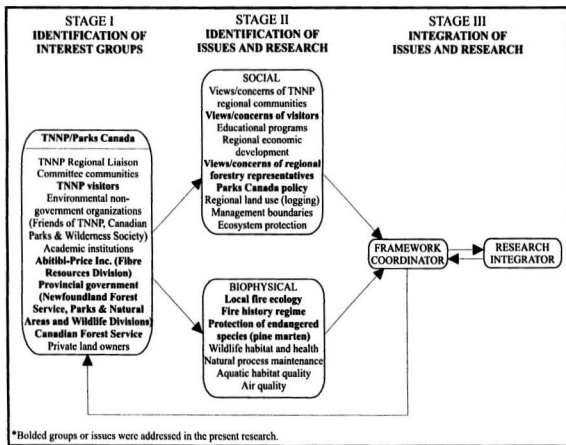 STAGE I
IDENTIFICATION OF
INTEREST GROUPS
STAGE II
IDENTIFICATION OF
ISSUES AND RESEARCH
STAGE III
INTEGRATION OF
ISSUES AND RESEARCH
TNNP/Parks Canada
TNNP Regional Liaison
Committee communities
TNNP visitors
Environmental non-
government organizations
(Friends of TNNP, Canadian
Parks & Wilderness Society)
Academic institutions
Abitibi-Price Inc. (Fibre
Resources Division)
Provincial government
(Newfoundland Forest
Service, Parks & Natural
Areas and Wildlife Divisions)
Canadian Forest Service
Private land owners
SOCIAL
Views/concerns of TNNP
regional communities
Views/concerns of visitors
Educational programs
Regional economic
development
Views/concerns of regional
forestry representatives
Parks Canada policy
Regional land use (logging)
Management boundaries
Ecosystem protection
BIOPHYSICAL
Local fire ecology
Fire history regime
Protection of endangered
species (pine marten)
Wildlife habitat and health
Natural process maintenance
Aquatic habitat quality
Air quality
FRAMEWORK
COORDINATOR
RESEARCH
INTEGRATOR
*Bolded groups or issues were addressed in the present research.